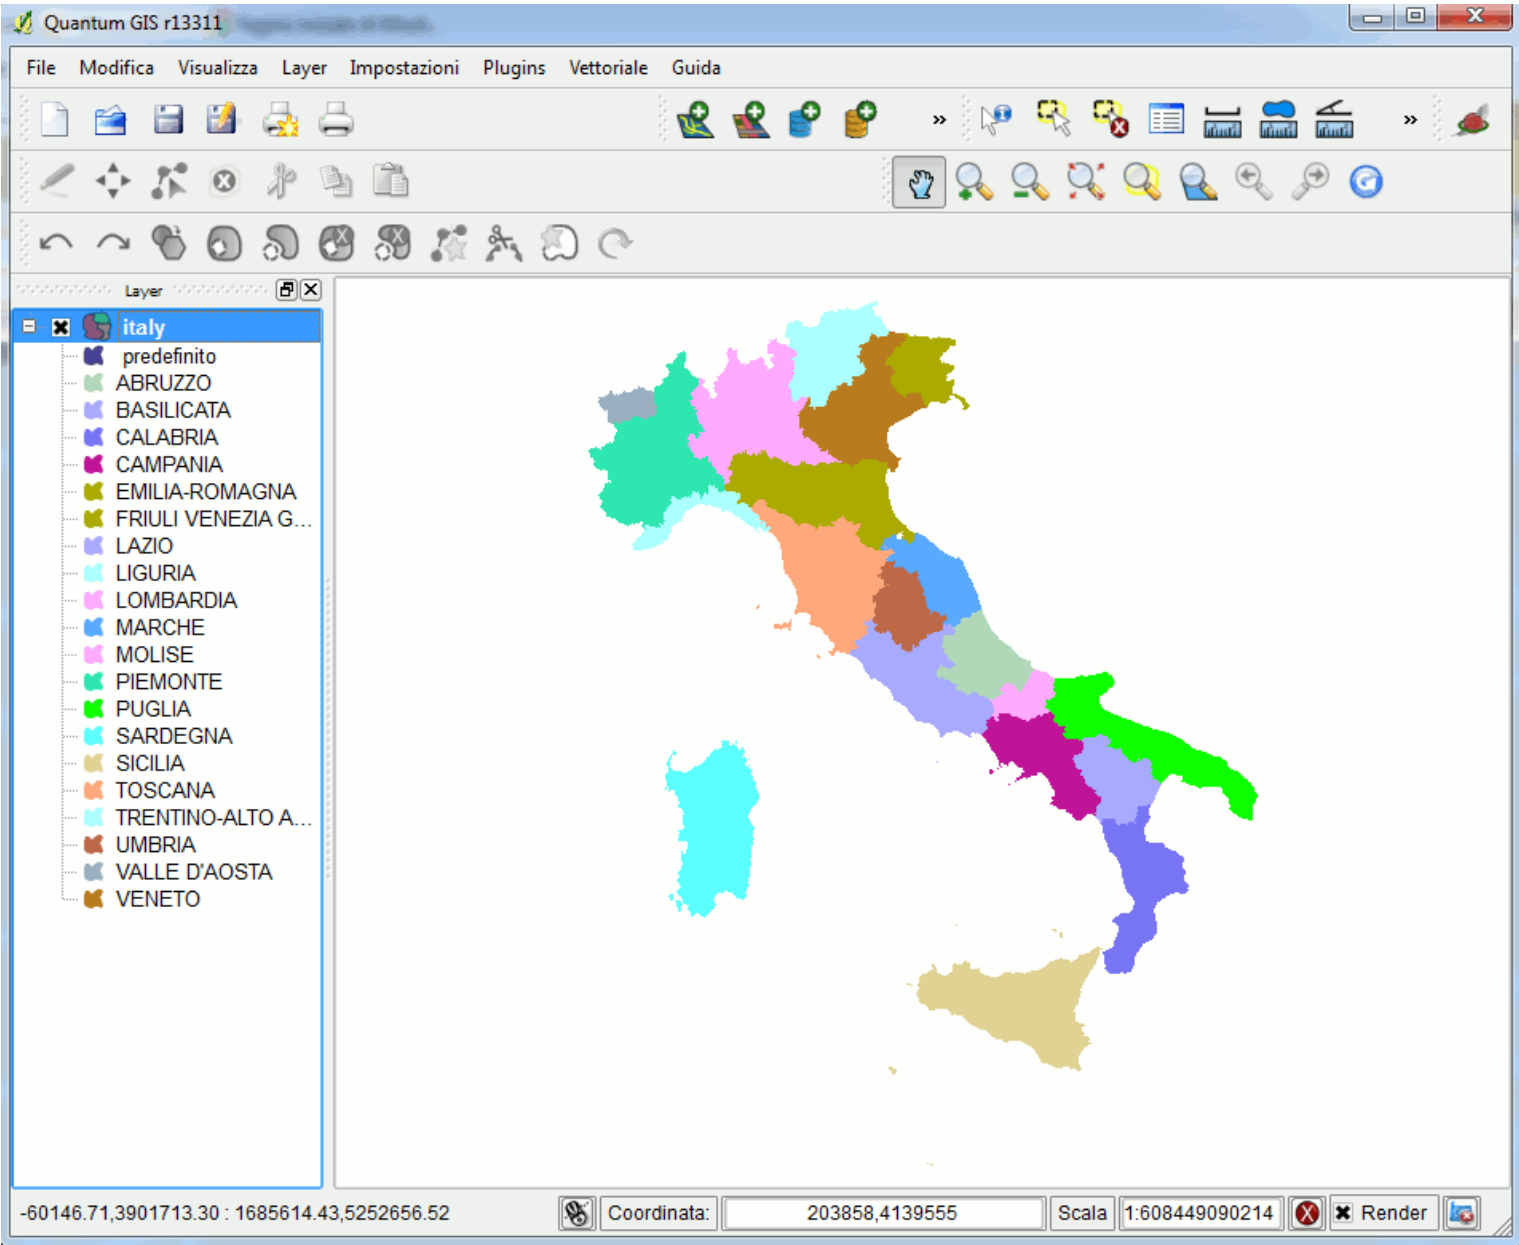 Quantum GIS r13311
File Modifica Visualizza Layer Impostazioni Plugins Vettoriale Guida
Layer
italy
predefinito
ABRUZZO
BASILICATA
CALABRIA
CAMPANIA
EMILIA-ROMAGNA
FRIULI VENEZIA G...
LAZIO
LIGURIA
LOMBARDIA
MARCHE
MOLISE
PIEMONTE
PUGLIA
SARDEGNA
SICILIA
TOSCANA
TRENTINO-ALTO A...
UMBRIA
VALLE D'AOSTA
VENETO
-60146.71,3901713.30 : 1685614.43,5252656.52 Coordinata: 203858,4139555 Scala 1:608449090214 Render